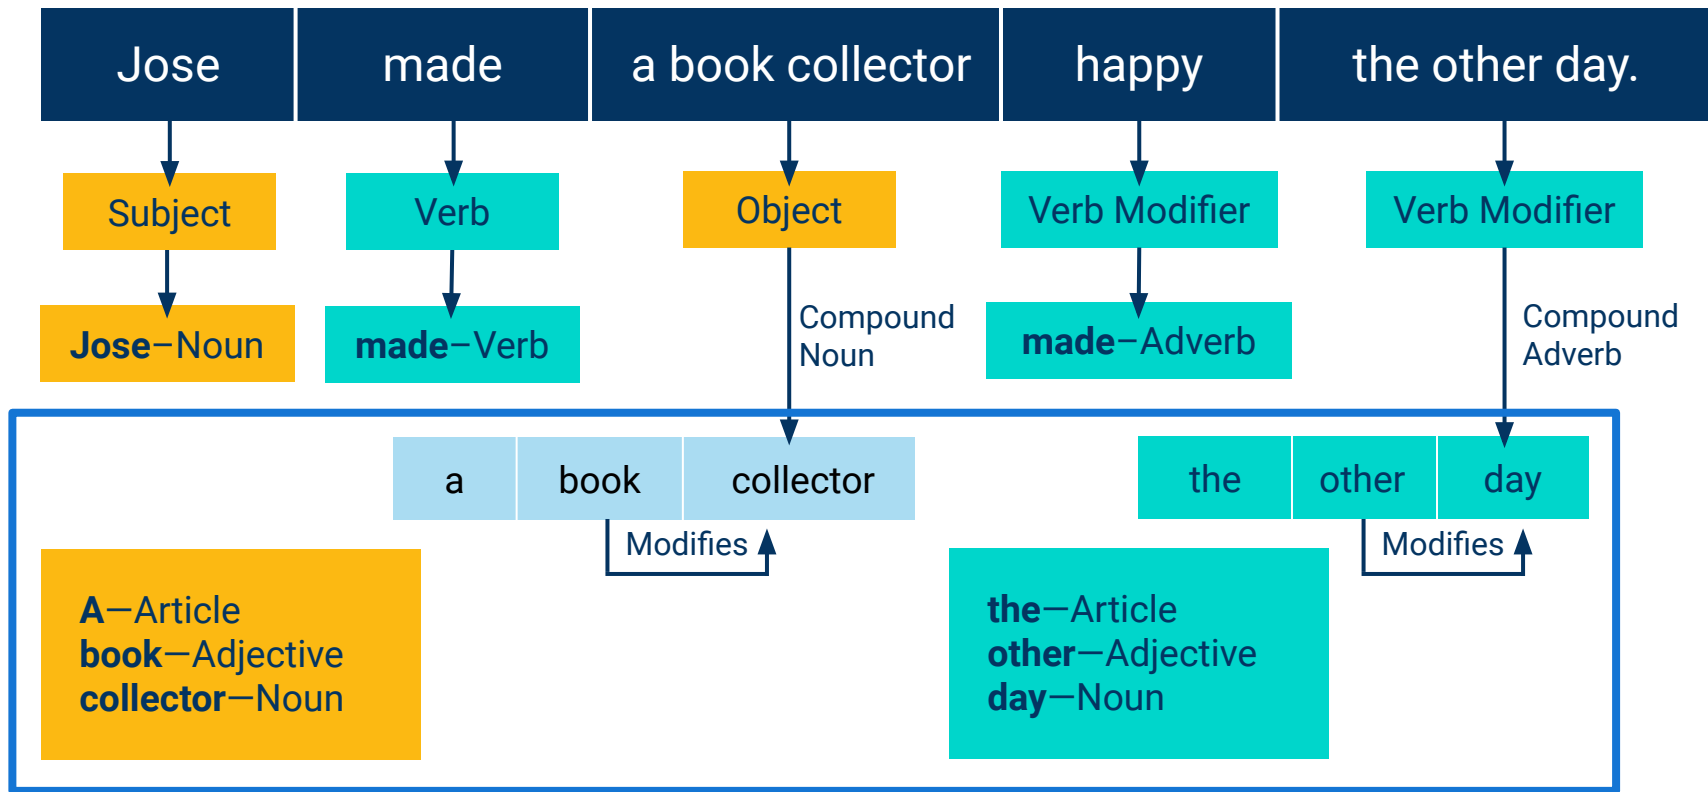 Jose made a book collector happy the other day.
Subject Verb Object Verb Modifier Verb Modifier
Jose–Noun made–Verb Compound Noun made–Adverb Compound Adverb
a book collector the other day
Modifies Modifies
A—Article
book—Adjective
collector—Noun
the—Article
other—Adjective
day—Noun